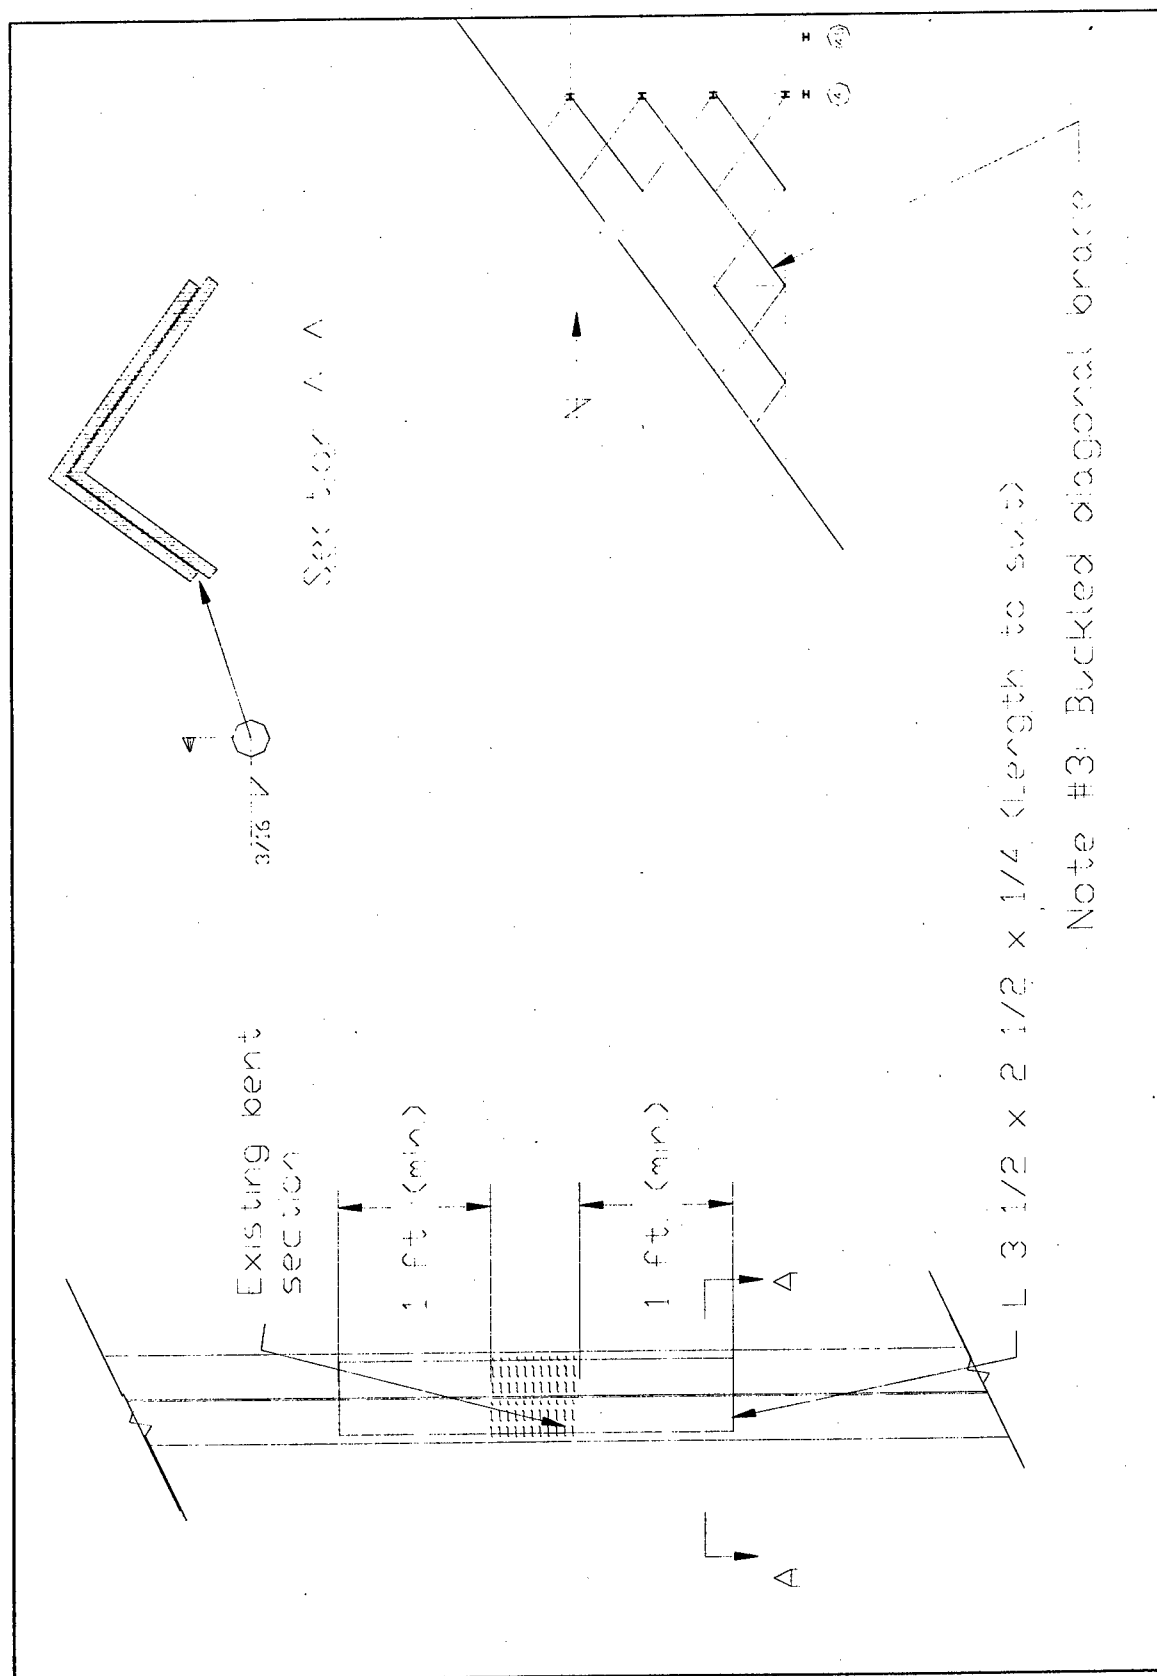 Existing bent
section
1 ft. (min.)
1 ft. (min.)
A
A
L 3 1/2 x 2 1/2 x 1/4 (Length to suit)
Note #3: Buckled diagonal brace
3/16
4
Section A A
N